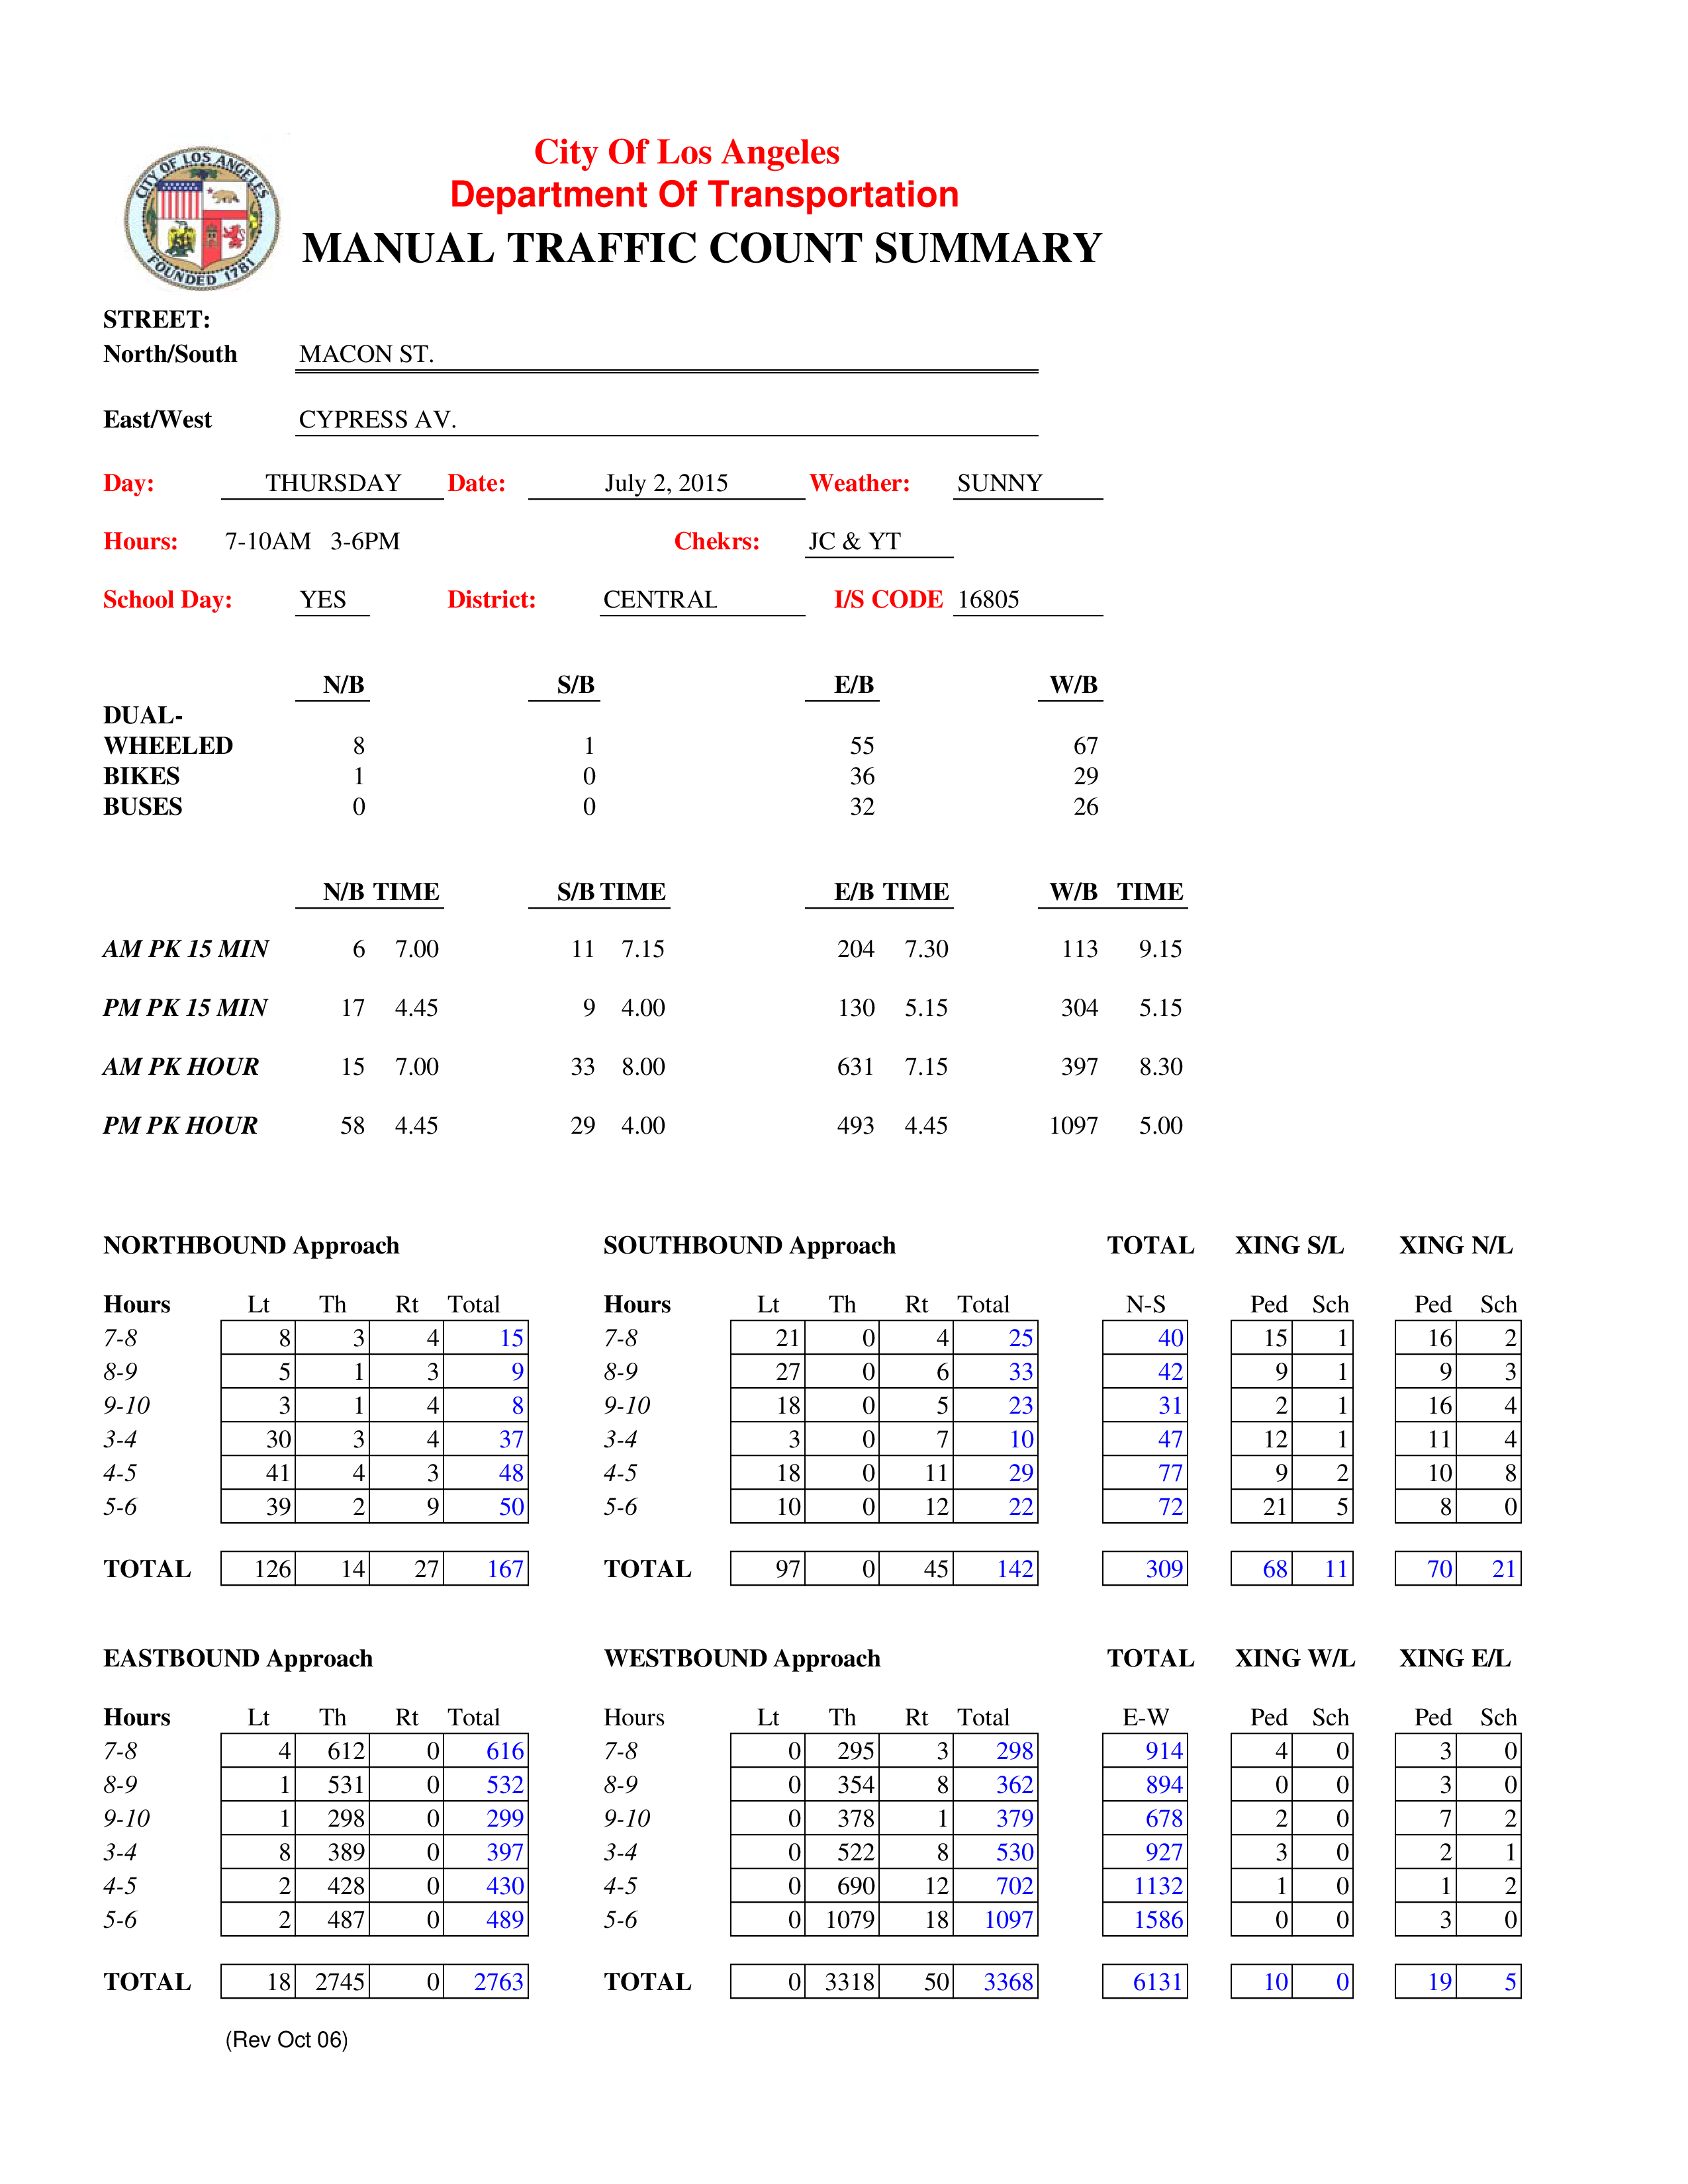 CITY OF LOS ANGELES
FOUNDED 1781
City Of Los Angeles
Department Of Transportation
MANUAL TRAFFIC COUNT SUMMARY
STREET:
North/South MACON ST.
East/West CYPRESS AV.
Day: THURSDAY Date: July 2, 2015 Weather: SUNNY
Hours: 7-10AM 3-6PM Chekrs: JC & YT
School Day: YES District: CENTRAL I/S CODE 16805
N/B S/B E/B W/B
DUAL-
WHEELED 8 1 55 67
BIKES 1 0 36 29
BUSES 0 0 32 26
N/B TIME S/B TIME E/B TIME W/B TIME
AM PK 15 MIN 6 7.00 11 7.15 204 7.30 113 9.15
PM PK 15 MIN 17 4.45 9 4.00 130 5.15 304 5.15
AM PK HOUR 15 7.00 33 8.00 631 7.15 397 8.30
PM PK HOUR 58 4.45 29 4.00 493 4.45 1097 5.00
NORTHBOUND Approach SOUTHBOUND Approach TOTAL XING S/L XING N/L
Hours Lt Th Rt Total Hours Lt Th Rt Total N-S Ped Sch Ped Sch
7-8 8 3 4 15 7-8 21 0 4 25 40 15 1 16 2
8-9 5 1 3 9 8-9 27 0 6 33 42 9 1 9 3
9-10 3 1 4 8 9-10 18 0 5 23 31 2 1 16 4
3-4 30 3 4 37 3-4 3 0 7 10 47 12 1 11 4
4-5 41 4 3 48 4-5 18 0 11 29 77 9 2 10 8
5-6 39 2 9 50 5-6 10 0 12 22 72 21 5 8 0
TOTAL 126 14 27 167 TOTAL 97 0 45 142 309 68 11 70 21
EASTBOUND Approach WESTBOUND Approach TOTAL XING W/L XING E/L
Hours Lt Th Rt Total Hours Lt Th Rt Total E-W Ped Sch Ped Sch
7-8 4 612 0 616 7-8 0 295 3 298 914 4 0 3 0
8-9 1 531 0 532 8-9 0 354 8 362 894 0 0 3 0
9-10 1 298 0 299 9-10 0 378 1 379 678 2 0 7 2
3-4 8 389 0 397 3-4 0 522 8 530 927 3 0 2 1
4-5 2 428 0 430 4-5 0 690 12 702 1132 1 0 1 2
5-6 2 487 0 489 5-6 0 1079 18 1097 1586 0 0 3 0
TOTAL 18 2745 0 2763 TOTAL 0 3318 50 3368 6131 10 0 19 5
(Rev Oct 06)